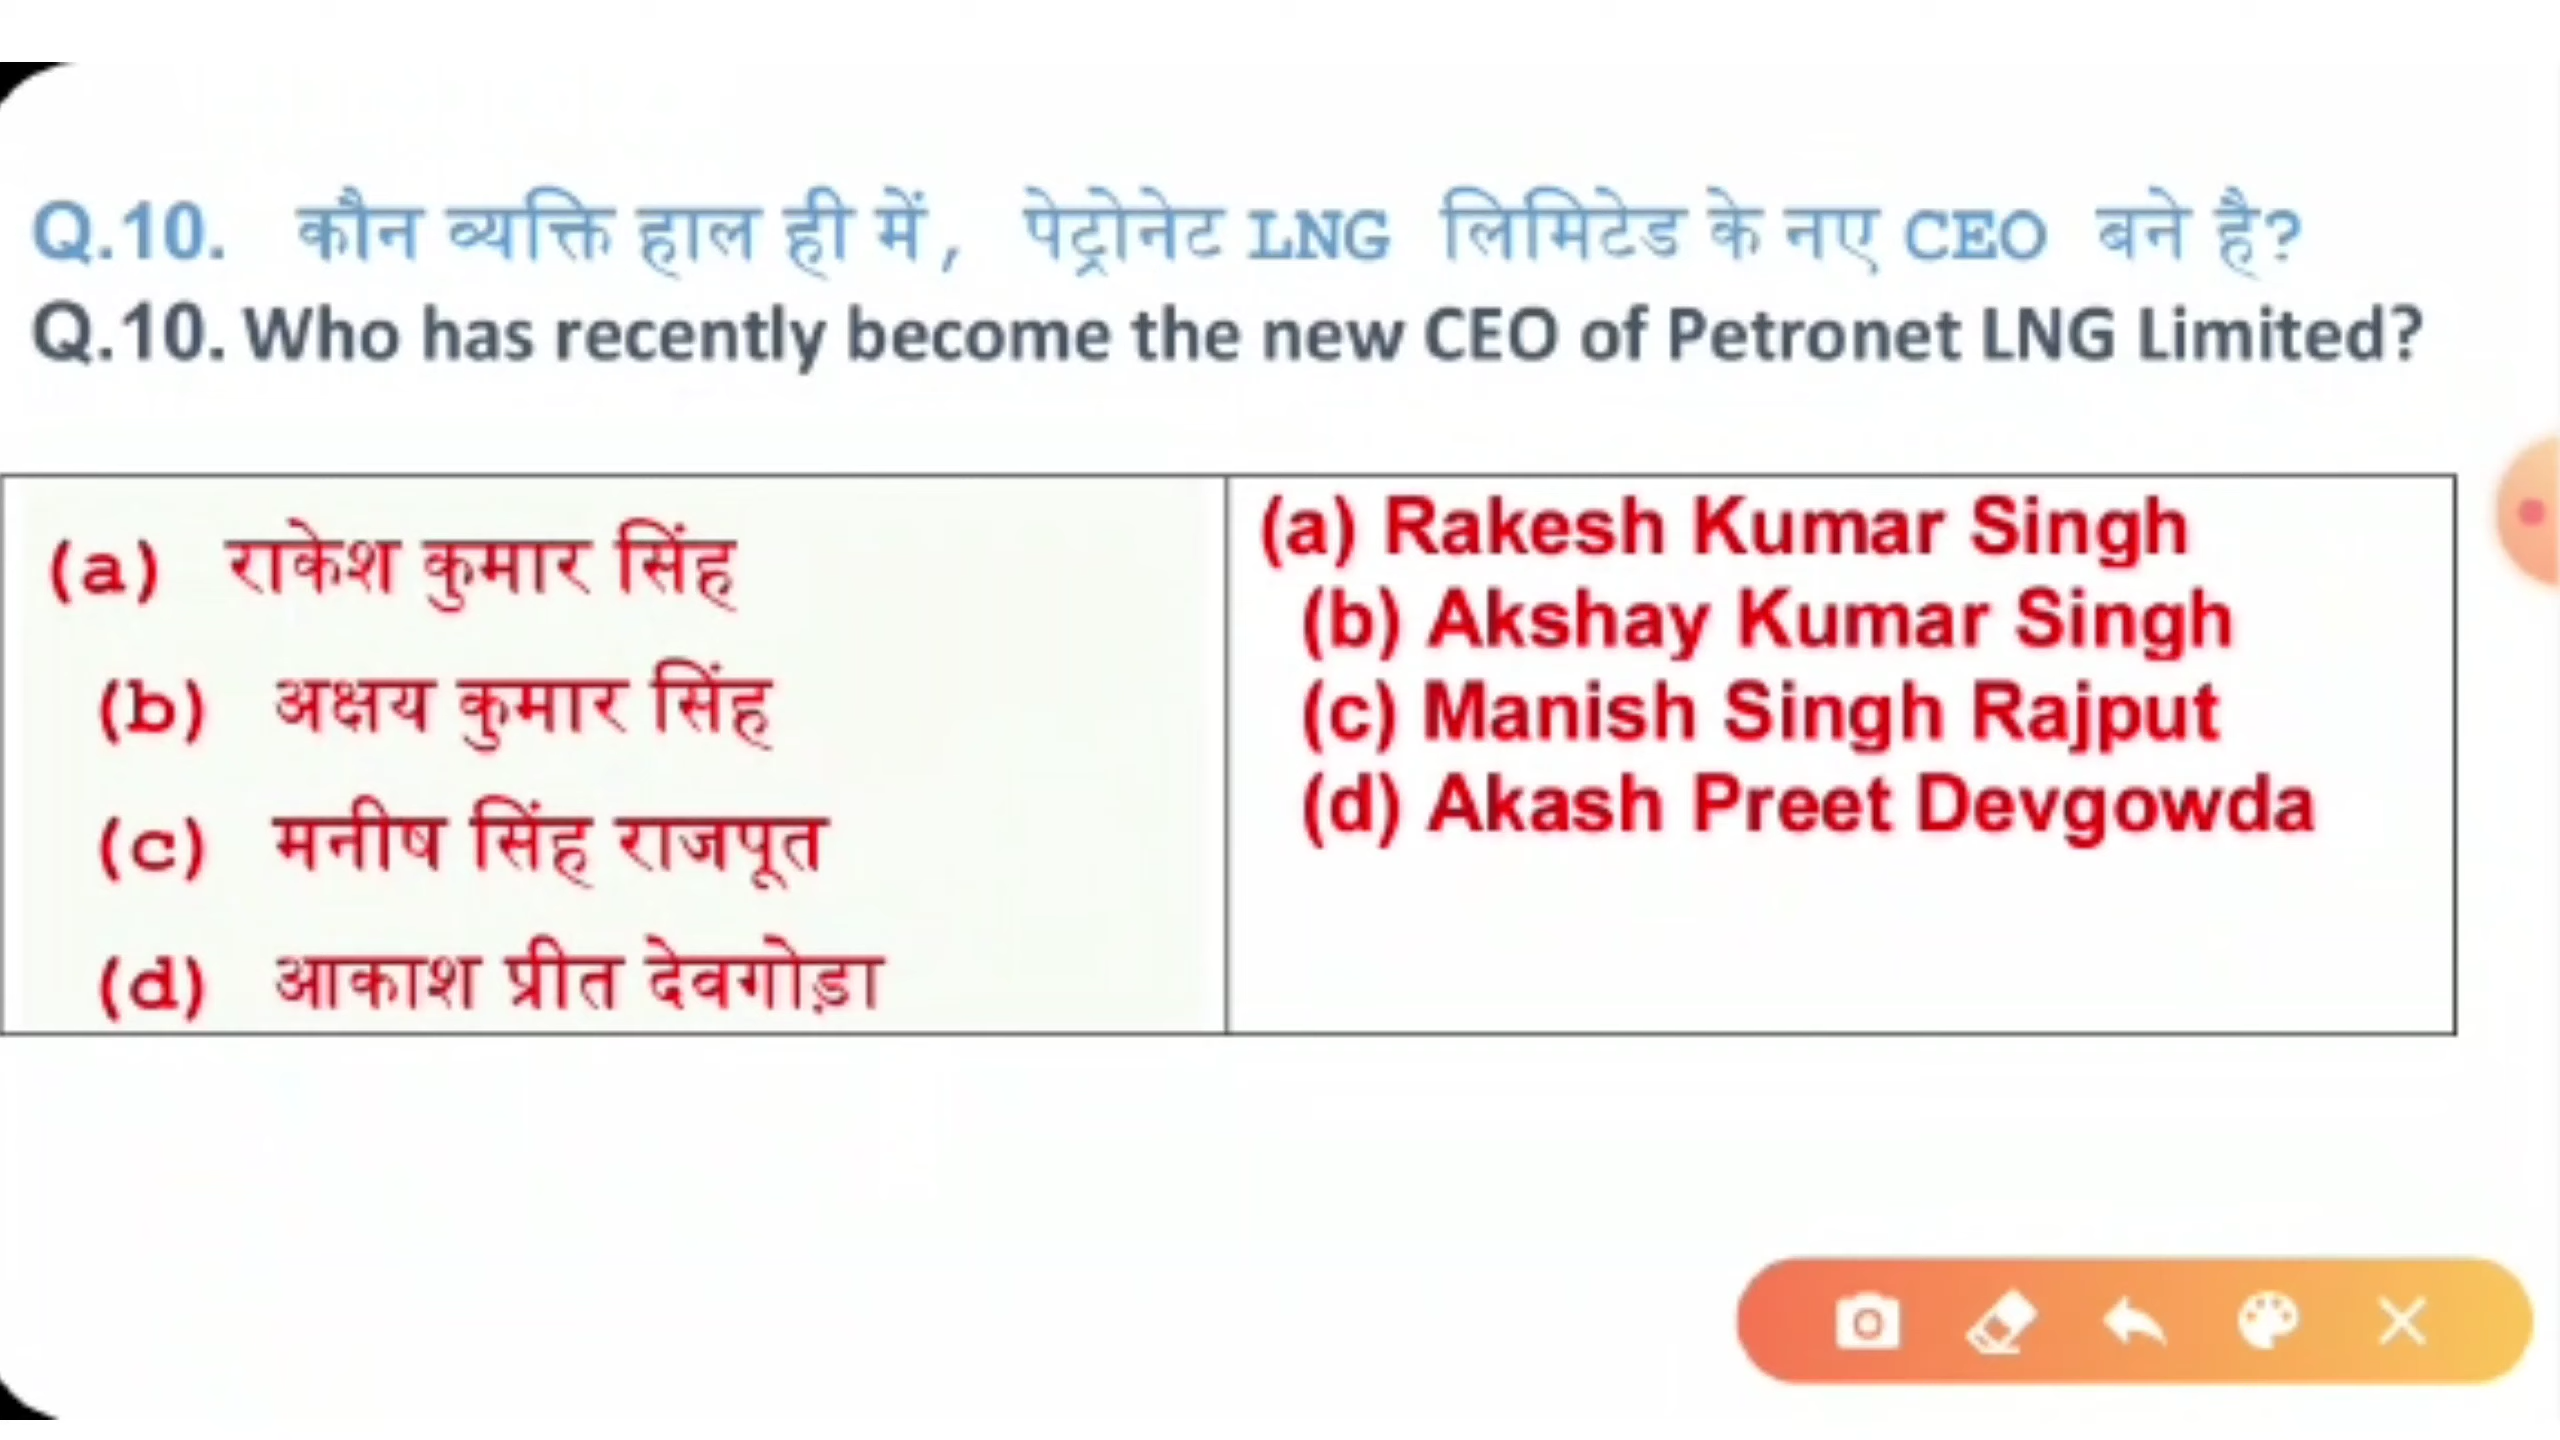 Q.10. कौन व्यक्ति हाल ही में, पेट्रोनेट LNG लिमिटेड के नए CEO बने है?
Q.10. Who has recently become the new CEO of Petronet LNG Limited?
(a) राकेश कुमार सिंह
(b) अक्षय कुमार सिंह
(c) मनीष सिंह राजपूत
(d) आकाश प्रीत देवगोड़ा
(a) Rakesh Kumar Singh
(b) Akshay Kumar Singh
(c) Manish Singh Rajput
(d) Akash Preet Devgowda